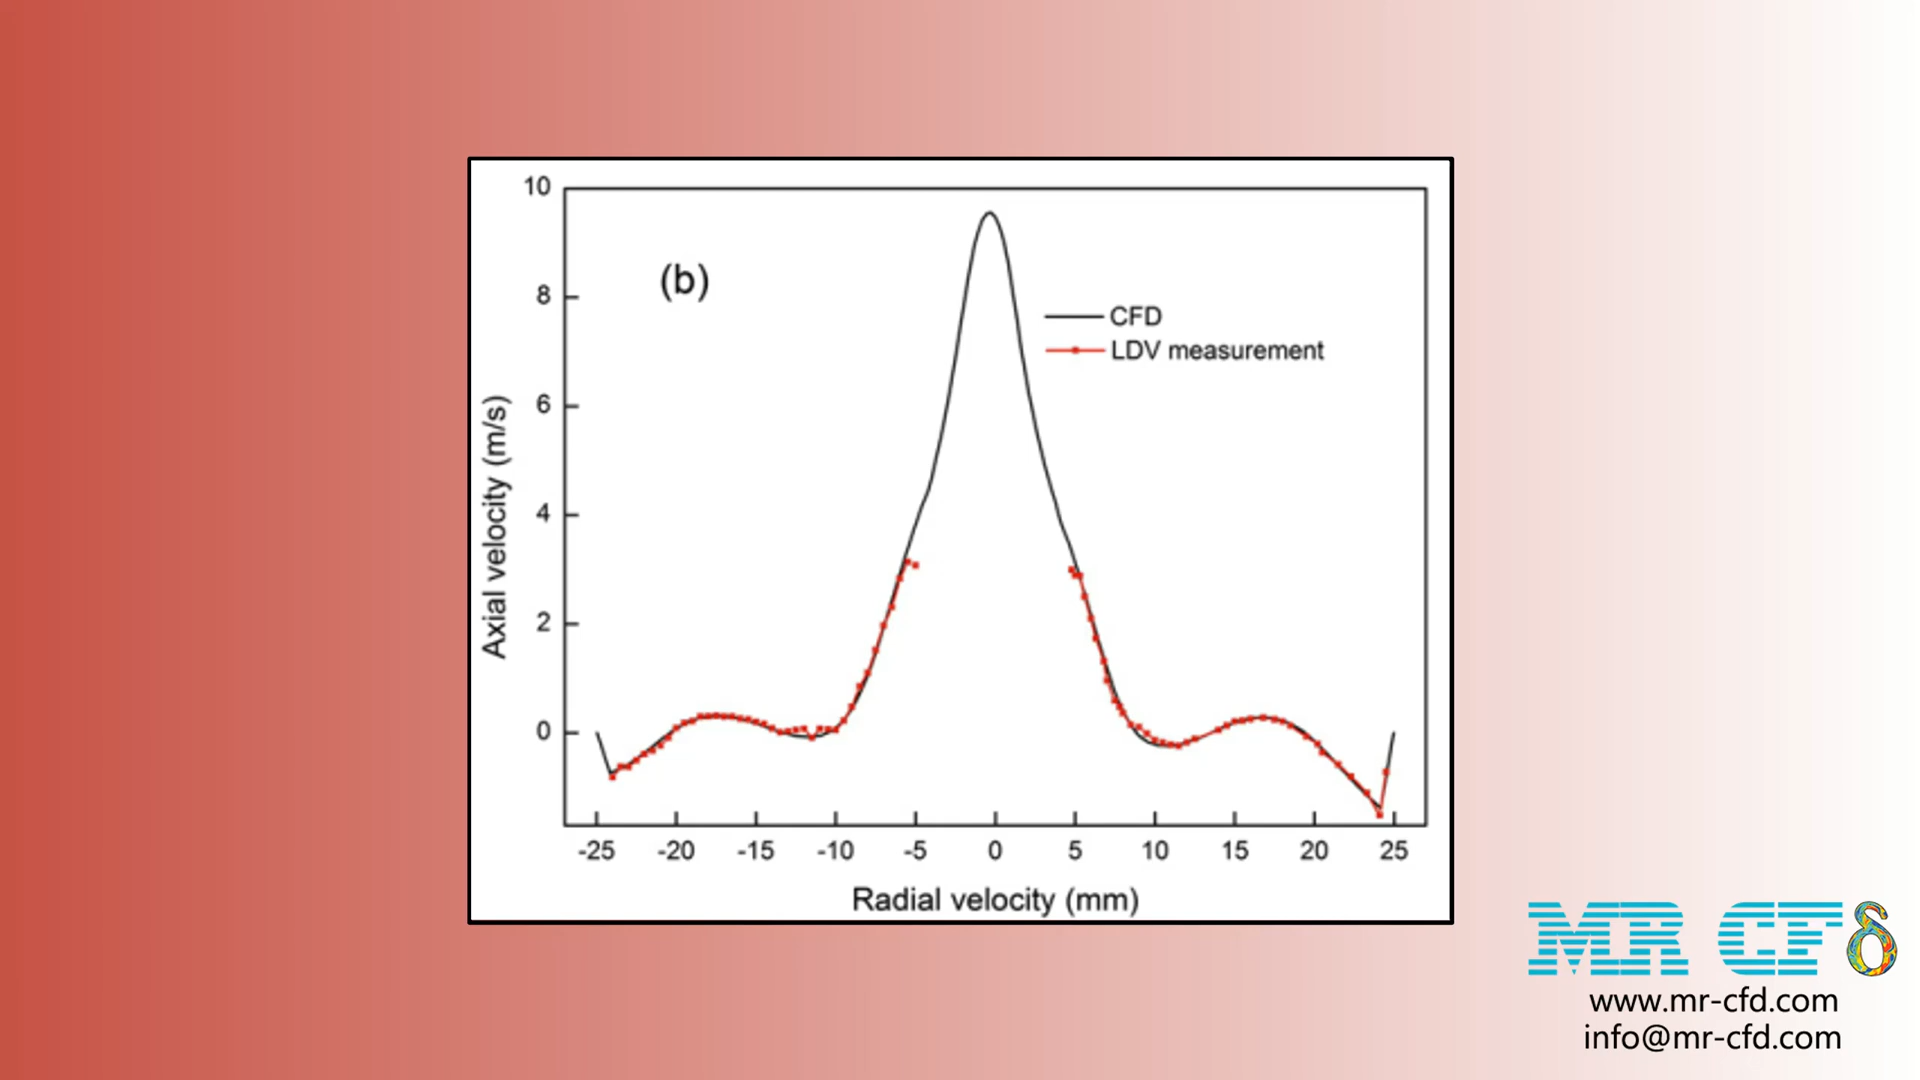 10
8
6
4
2
0
Axial velocity (m/s)
(b)
CFD
LDV measurement
-25 -20 -15 -10 -5 0 5 10 15 20 25
Radial velocity (mm)
MR CFδ
www.mr-cfd.com
info@mr-cfd.com